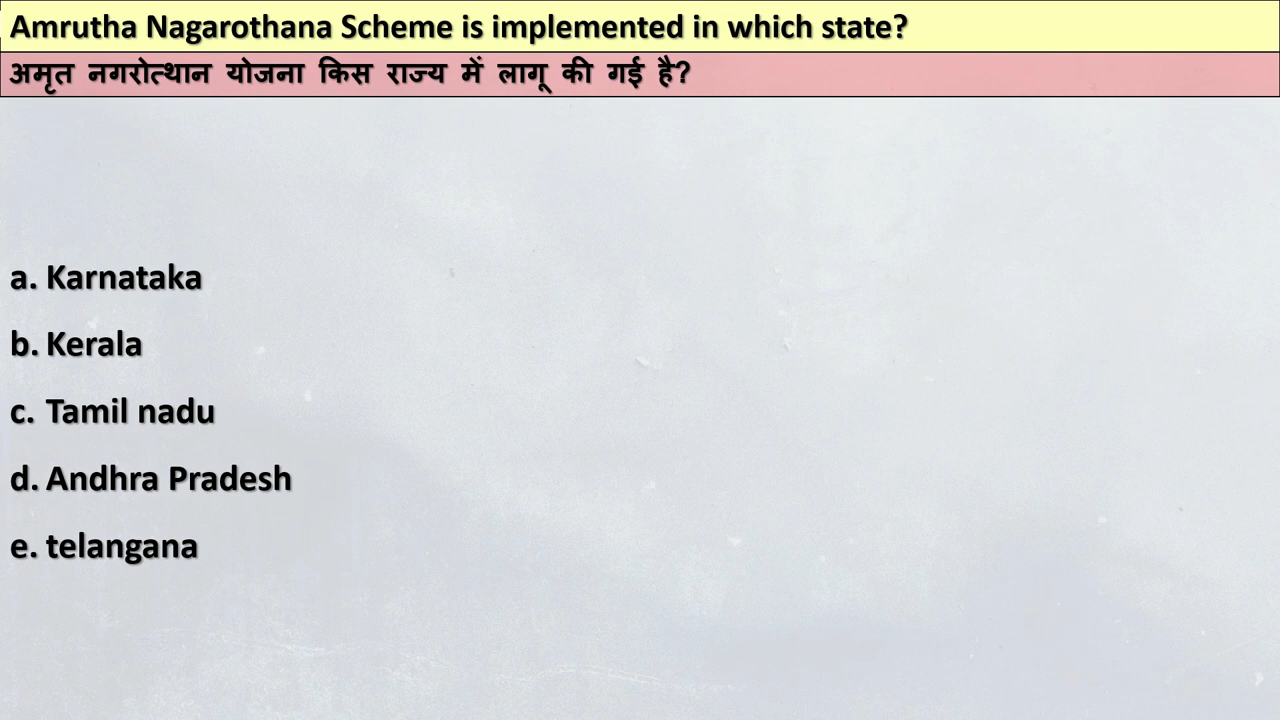 Amrutha Nagarothana Scheme is implemented in which state?
अमृत नगरोत्थान योजना किस राज्य में लागू की गई है?
a. Karnataka
b. Kerala
c. Tamil nadu
d. Andhra Pradesh
e. telangana